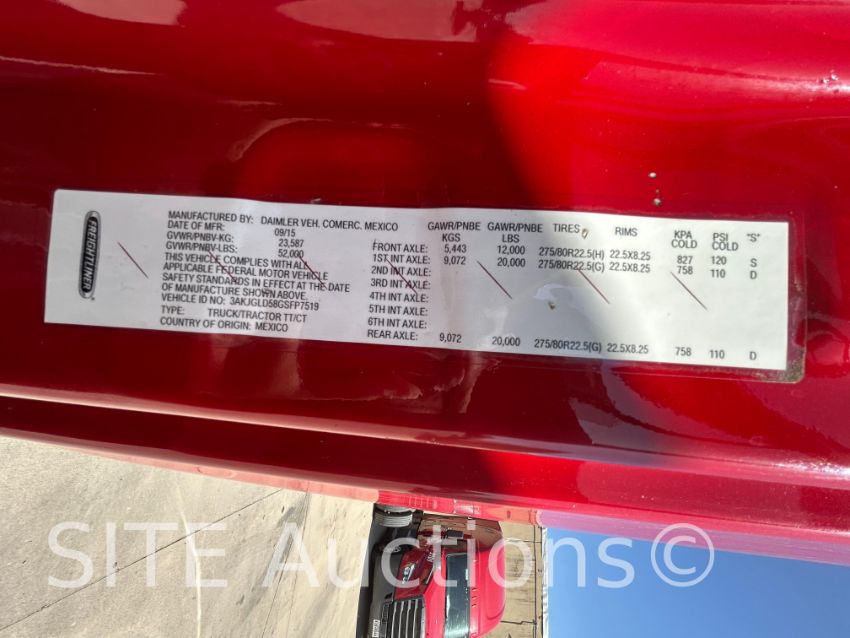 FREIGHTLINER
MANUFACTURED BY: DAIMLER VEH. COMERC. MEXICO
DATE OF MFR: 09/15
GVWR/PNBV-KG: 23,587
GVWR/PNBV-LBS: 52,000
THIS VEHICLE COMPLIES WITH ALL
APPLICABLE FEDERAL MOTOR VEHICLE
SAFETY STANDARDS IN EFFECT AT THE DATE
OF MANUFACTURE SHOWN ABOVE.
VEHICLE ID NO: 3AKJGLD58GSFP7519
TYPE: TRUCK/TRACTOR TT/CT
COUNTRY OF ORIGIN: MEXICO
GAWR/PNBE KGS GAWR/PNBE LBS TIRES RIMS KPA COLD PSI COLD "S"
FRONT AXLE: 5,443 12,000 275/80R22.5(H) 22.5X8.25 827 120 S
1ST INT AXLE: 9,072 20,000 275/80R22.5(G) 22.5X8.25 758 110 D
2ND INT AXLE:
3RD INT AXLE:
4TH INT AXLE:
5TH INT AXLE:
6TH INT AXLE:
REAR AXLE: 9,072 20,000 275/80R22.5(G) 22.5X8.25 758 110 D
SITE Auctions©